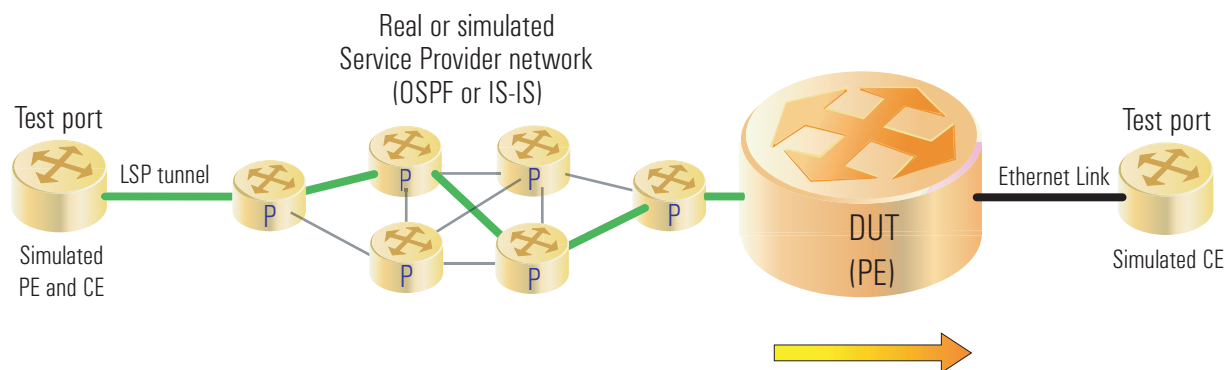 Real or simulated
Service Provider network
(OSPF or IS-IS)
Test port
LSP tunnel
Simulated
PE and CE
P
P
P
P
P
P
DUT
(PE)
Ethernet Link
Test port
Simulated CE